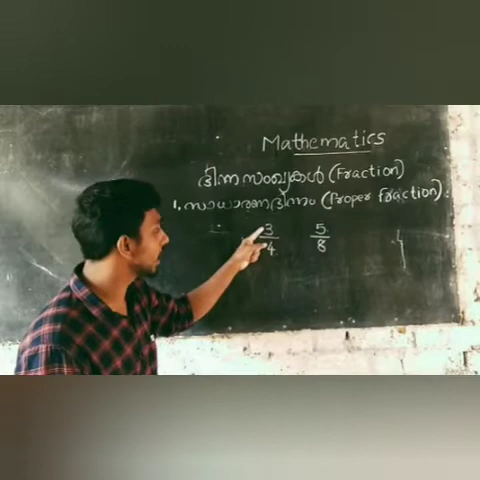 Mathematics
ഭിന്നസംഖ്യകൾ (Fraction)
1, സാധാരണഭിന്നം (Proper fraction) :
3/4 5/8